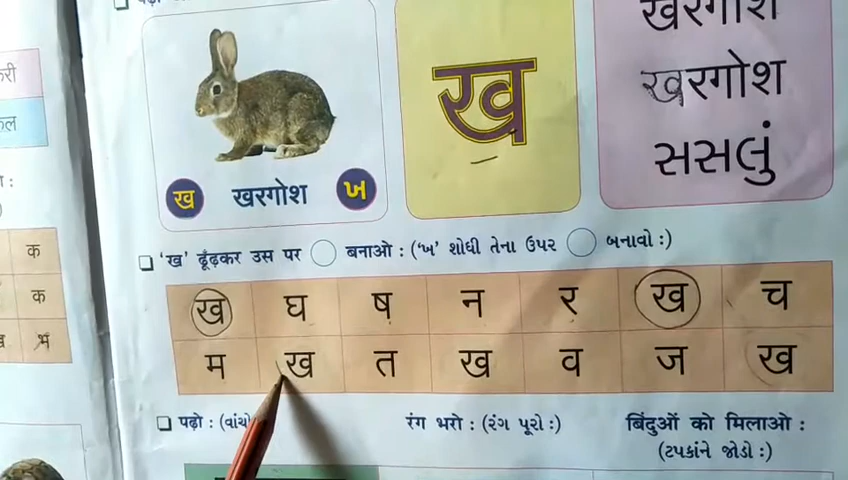 खरगोश
ख
खरगोश
સસલું
ख खरगोश ખ
'ख' ढूँढ़कर उस पर बनाओ : ('ખ' શોધી તેના ઉપર બનાવો :)
ख घ ष न र ख च
म ख त ख व ज ख
पढ़ो : (વાંચો
रंग भरो : (રંગ પૂરો :)
बिंदुओं को मिलाओ :
(ટપકાંને જોડો :)
क
क